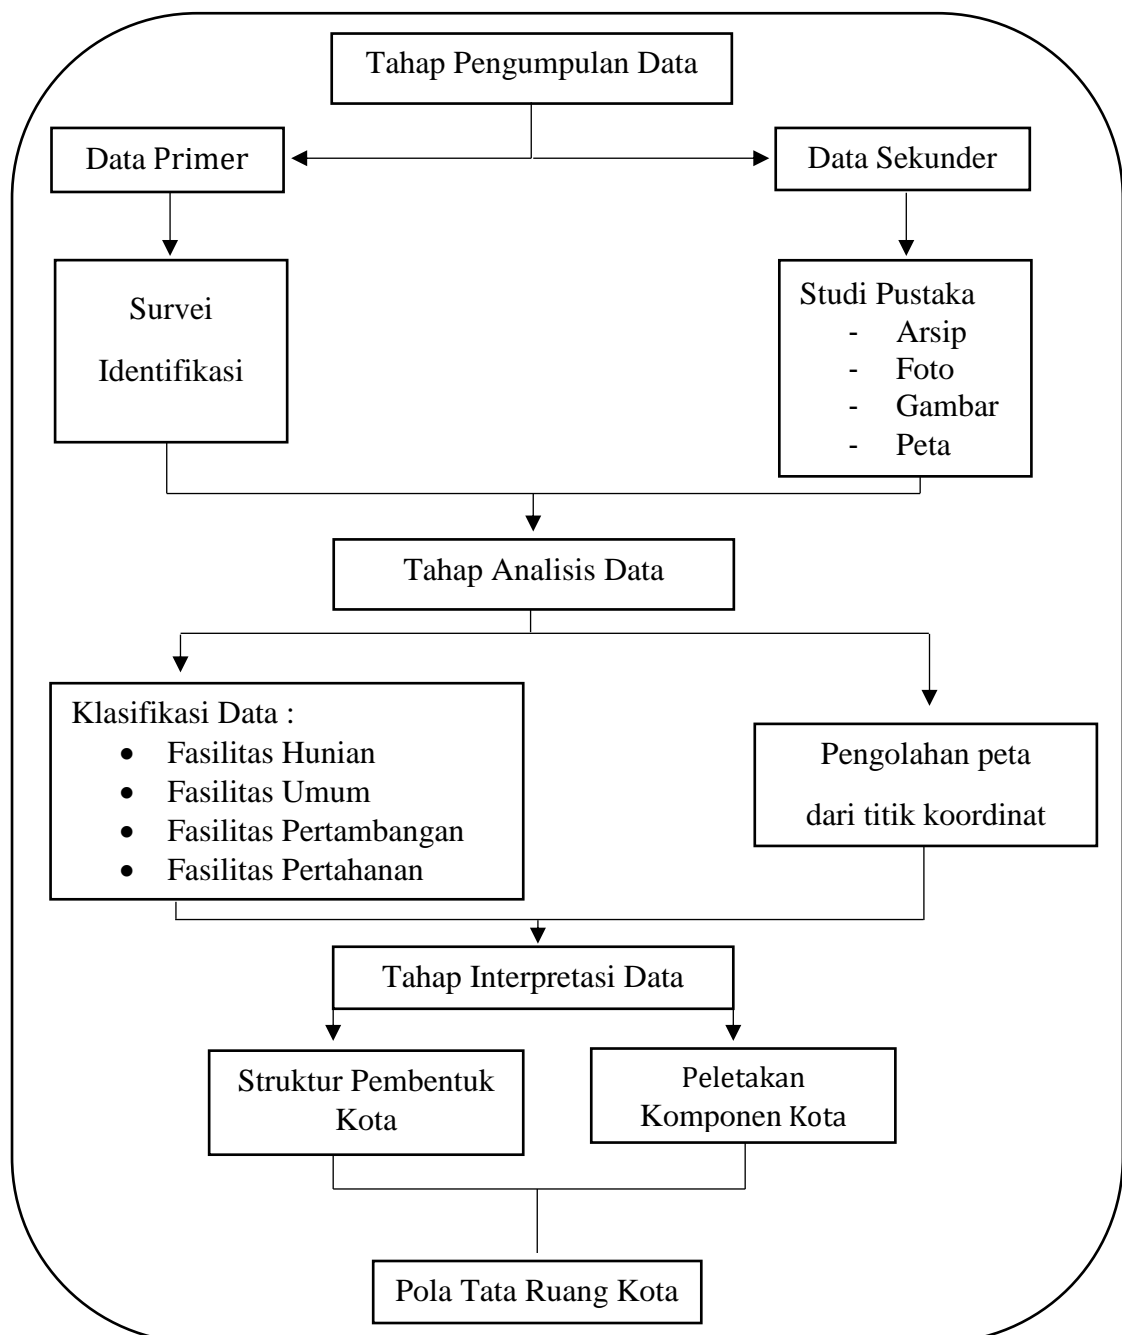 Tahap Pengumpulan Data
Data Primer
Data Sekunder
Survei
Identifikasi
Studi Pustaka
- Arsip
- Foto
- Gambar
- Peta
Tahap Analisis Data
Klasifikasi Data :
• Fasilitas Hunian
• Fasilitas Umum
• Fasilitas Pertambangan
• Fasilitas Pertahanan
Pengolahan peta
dari titik koordinat
Tahap Interpretasi Data
Struktur Pembentuk
Kota
Peletakan
Komponen Kota
Pola Tata Ruang Kota